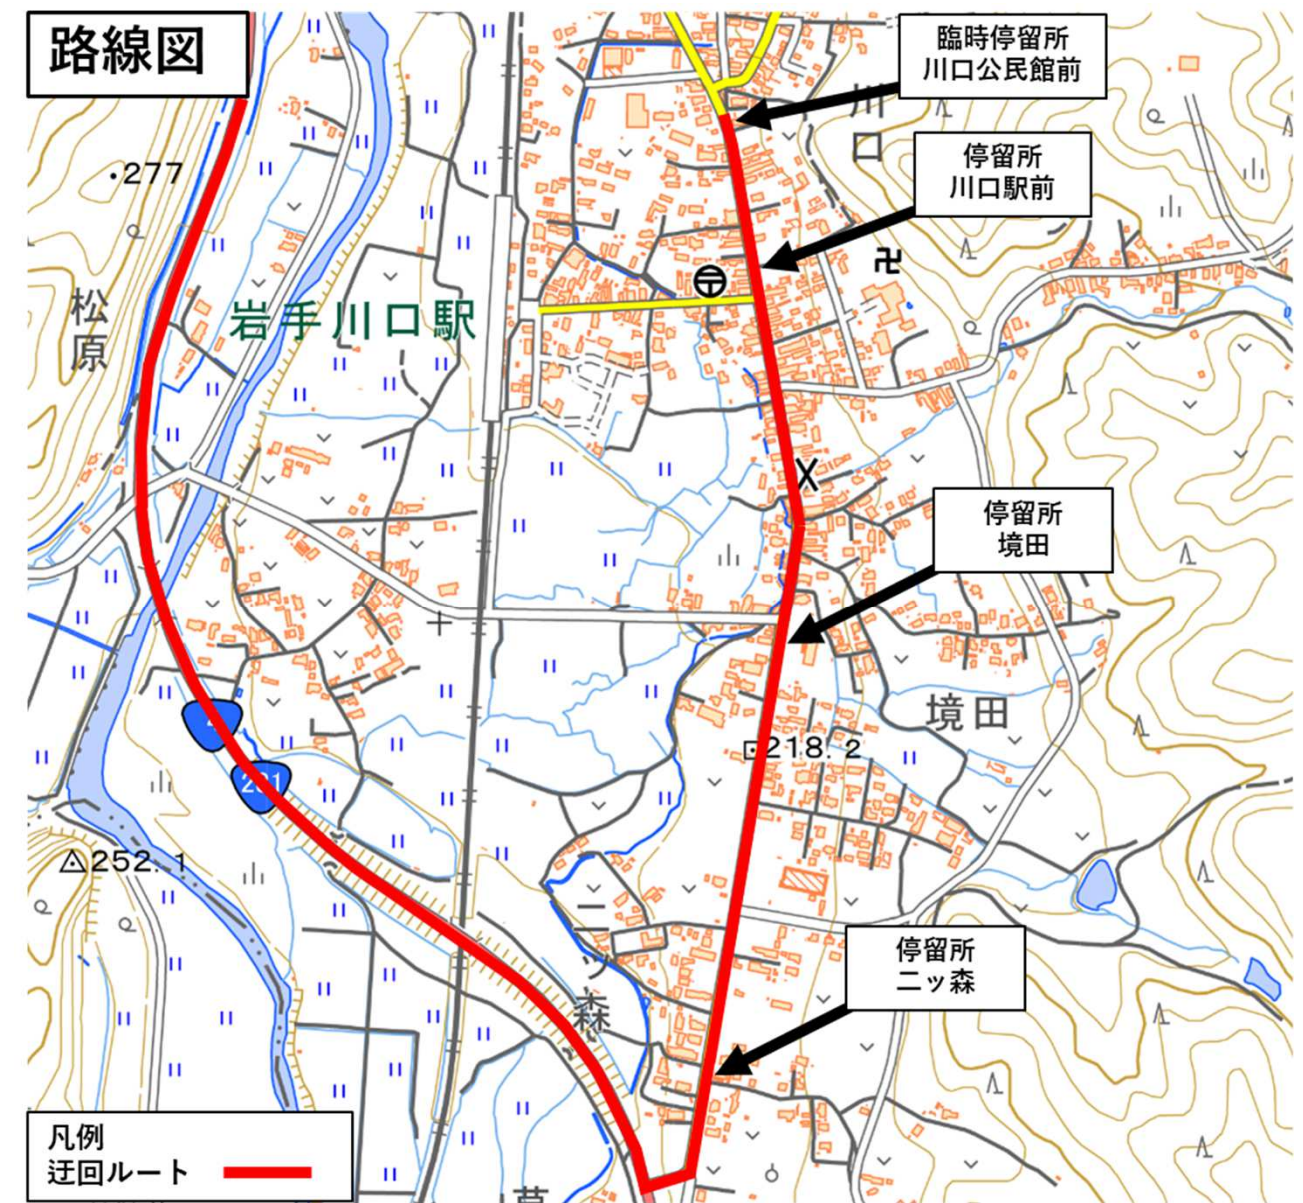 路線図
臨時停留所
川口公民館前
川口
停留所
川口駅前
・277
松原
岩手川口駅
停留所
境田
境田
218.2
252.1
二ッ森
停留所
二ッ森
凡例
迂回ルート